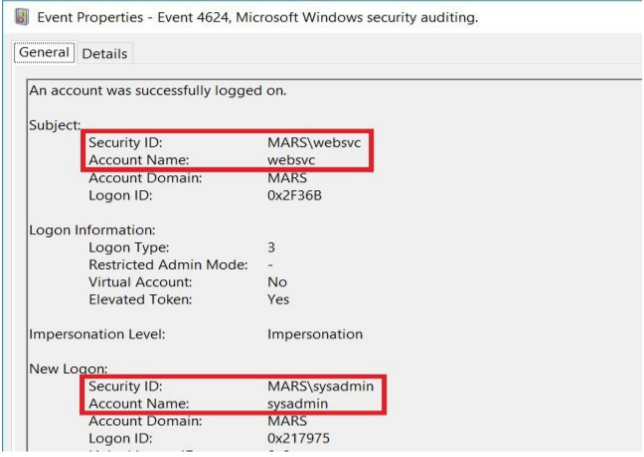 Event Properties - Event 4624, Microsoft Windows security auditing.
General Details
An account was successfully logged on.
Subject:
Security ID: MARS\websvc
Account Name: websvc
Account Domain: MARS
Logon ID: 0x2F36B
Logon Information:
Logon Type: 3
Restricted Admin Mode: -
Virtual Account: No
Elevated Token: Yes
Impersonation Level: Impersonation
New Logon:
Security ID: MARS\sysadmin
Account Name: sysadmin
Account Domain: MARS
Logon ID: 0x217975